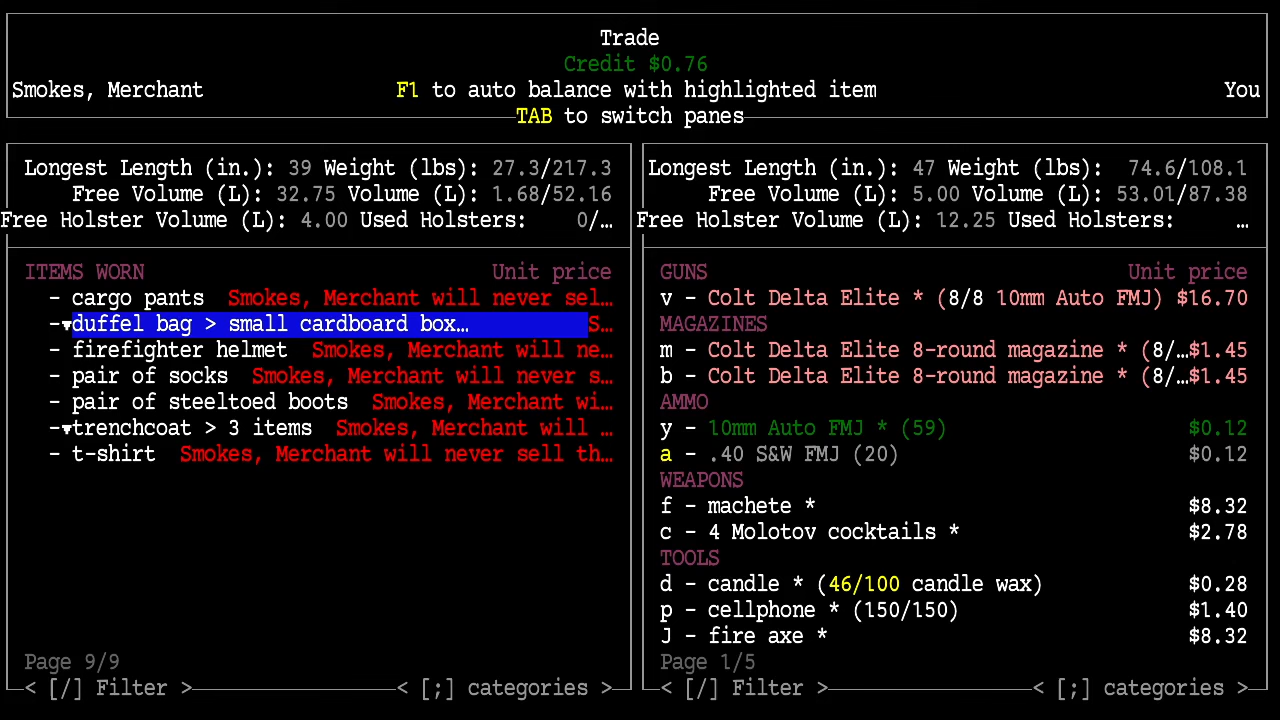 Trade
Credit $0.76
Smokes, Merchant F1 to auto balance with highlighted item You
TAB to switch panes
Longest Length (in.): 39 Weight (lbs): 27.3/217.3
Free Volume (L): 32.75 Volume (L): 1.68/52.16
Free Holster Volume (L): 4.00 Used Holsters: 0/…
ITEMS WORN Unit price
- cargo pants Smokes, Merchant will never sel…
-▾duffel bag > small cardboard box… S…
- firefighter helmet Smokes, Merchant will ne…
- pair of socks Smokes, Merchant will never s…
- pair of steeltoed boots Smokes, Merchant wi…
-▾trenchcoat > 3 items Smokes, Merchant will …
- t-shirt Smokes, Merchant will never sell th…
Page 9/9
< [/] Filter > < [;] categories >
Longest Length (in.): 47 Weight (lbs): 74.6/108.1
Free Volume (L): 5.00 Volume (L): 53.01/87.38
Free Holster Volume (L): 12.25 Used Holsters: …
GUNS Unit price
v - Colt Delta Elite * (8/8 10mm Auto FMJ) $16.70
MAGAZINES
m - Colt Delta Elite 8-round magazine * (8/…$1.45
b - Colt Delta Elite 8-round magazine * (8/…$1.45
AMMO
y - 10mm Auto FMJ * (59) $0.12
a - .40 S&W FMJ (20) $0.12
WEAPONS
f - machete * $8.32
c - 4 Molotov cocktails * $2.78
TOOLS
d - candle * (46/100 candle wax) $0.28
p - cellphone * (150/150) $1.40
J - fire axe * $8.32
Page 1/5
< [/] Filter > < [;] categories >